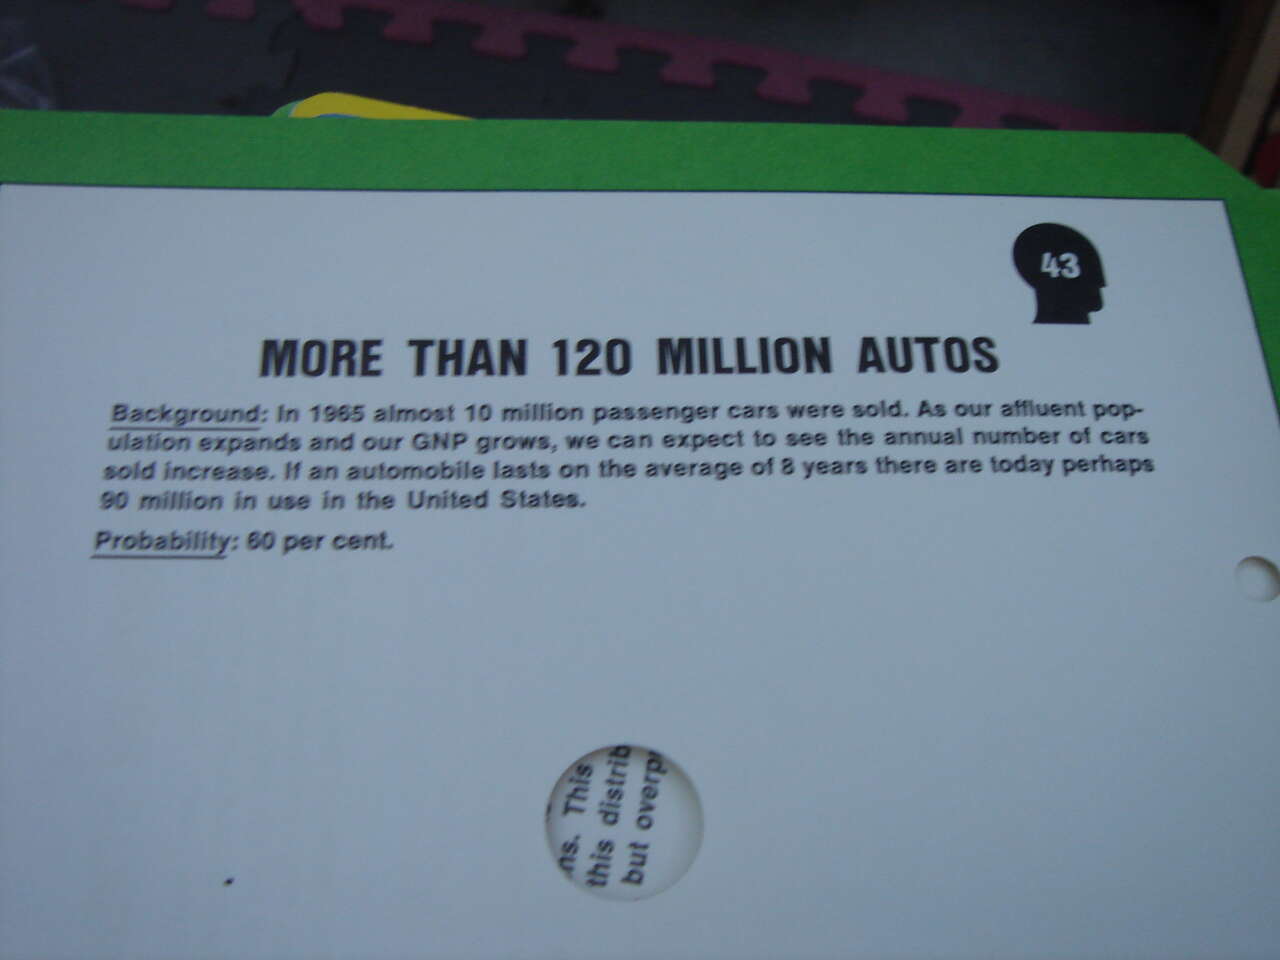 43
MORE THAN 120 MILLION AUTOS
Background: In 1965 almost 10 million passenger cars were sold. As our affluent pop-
ulation expands and our GNP grows, we can expect to see the annual number of cars
sold increase. If an automobile lasts on the average of 8 years there are today perhaps
90 million in use in the United States.
Probability: 60 per cent.
This
this distrib
but overp